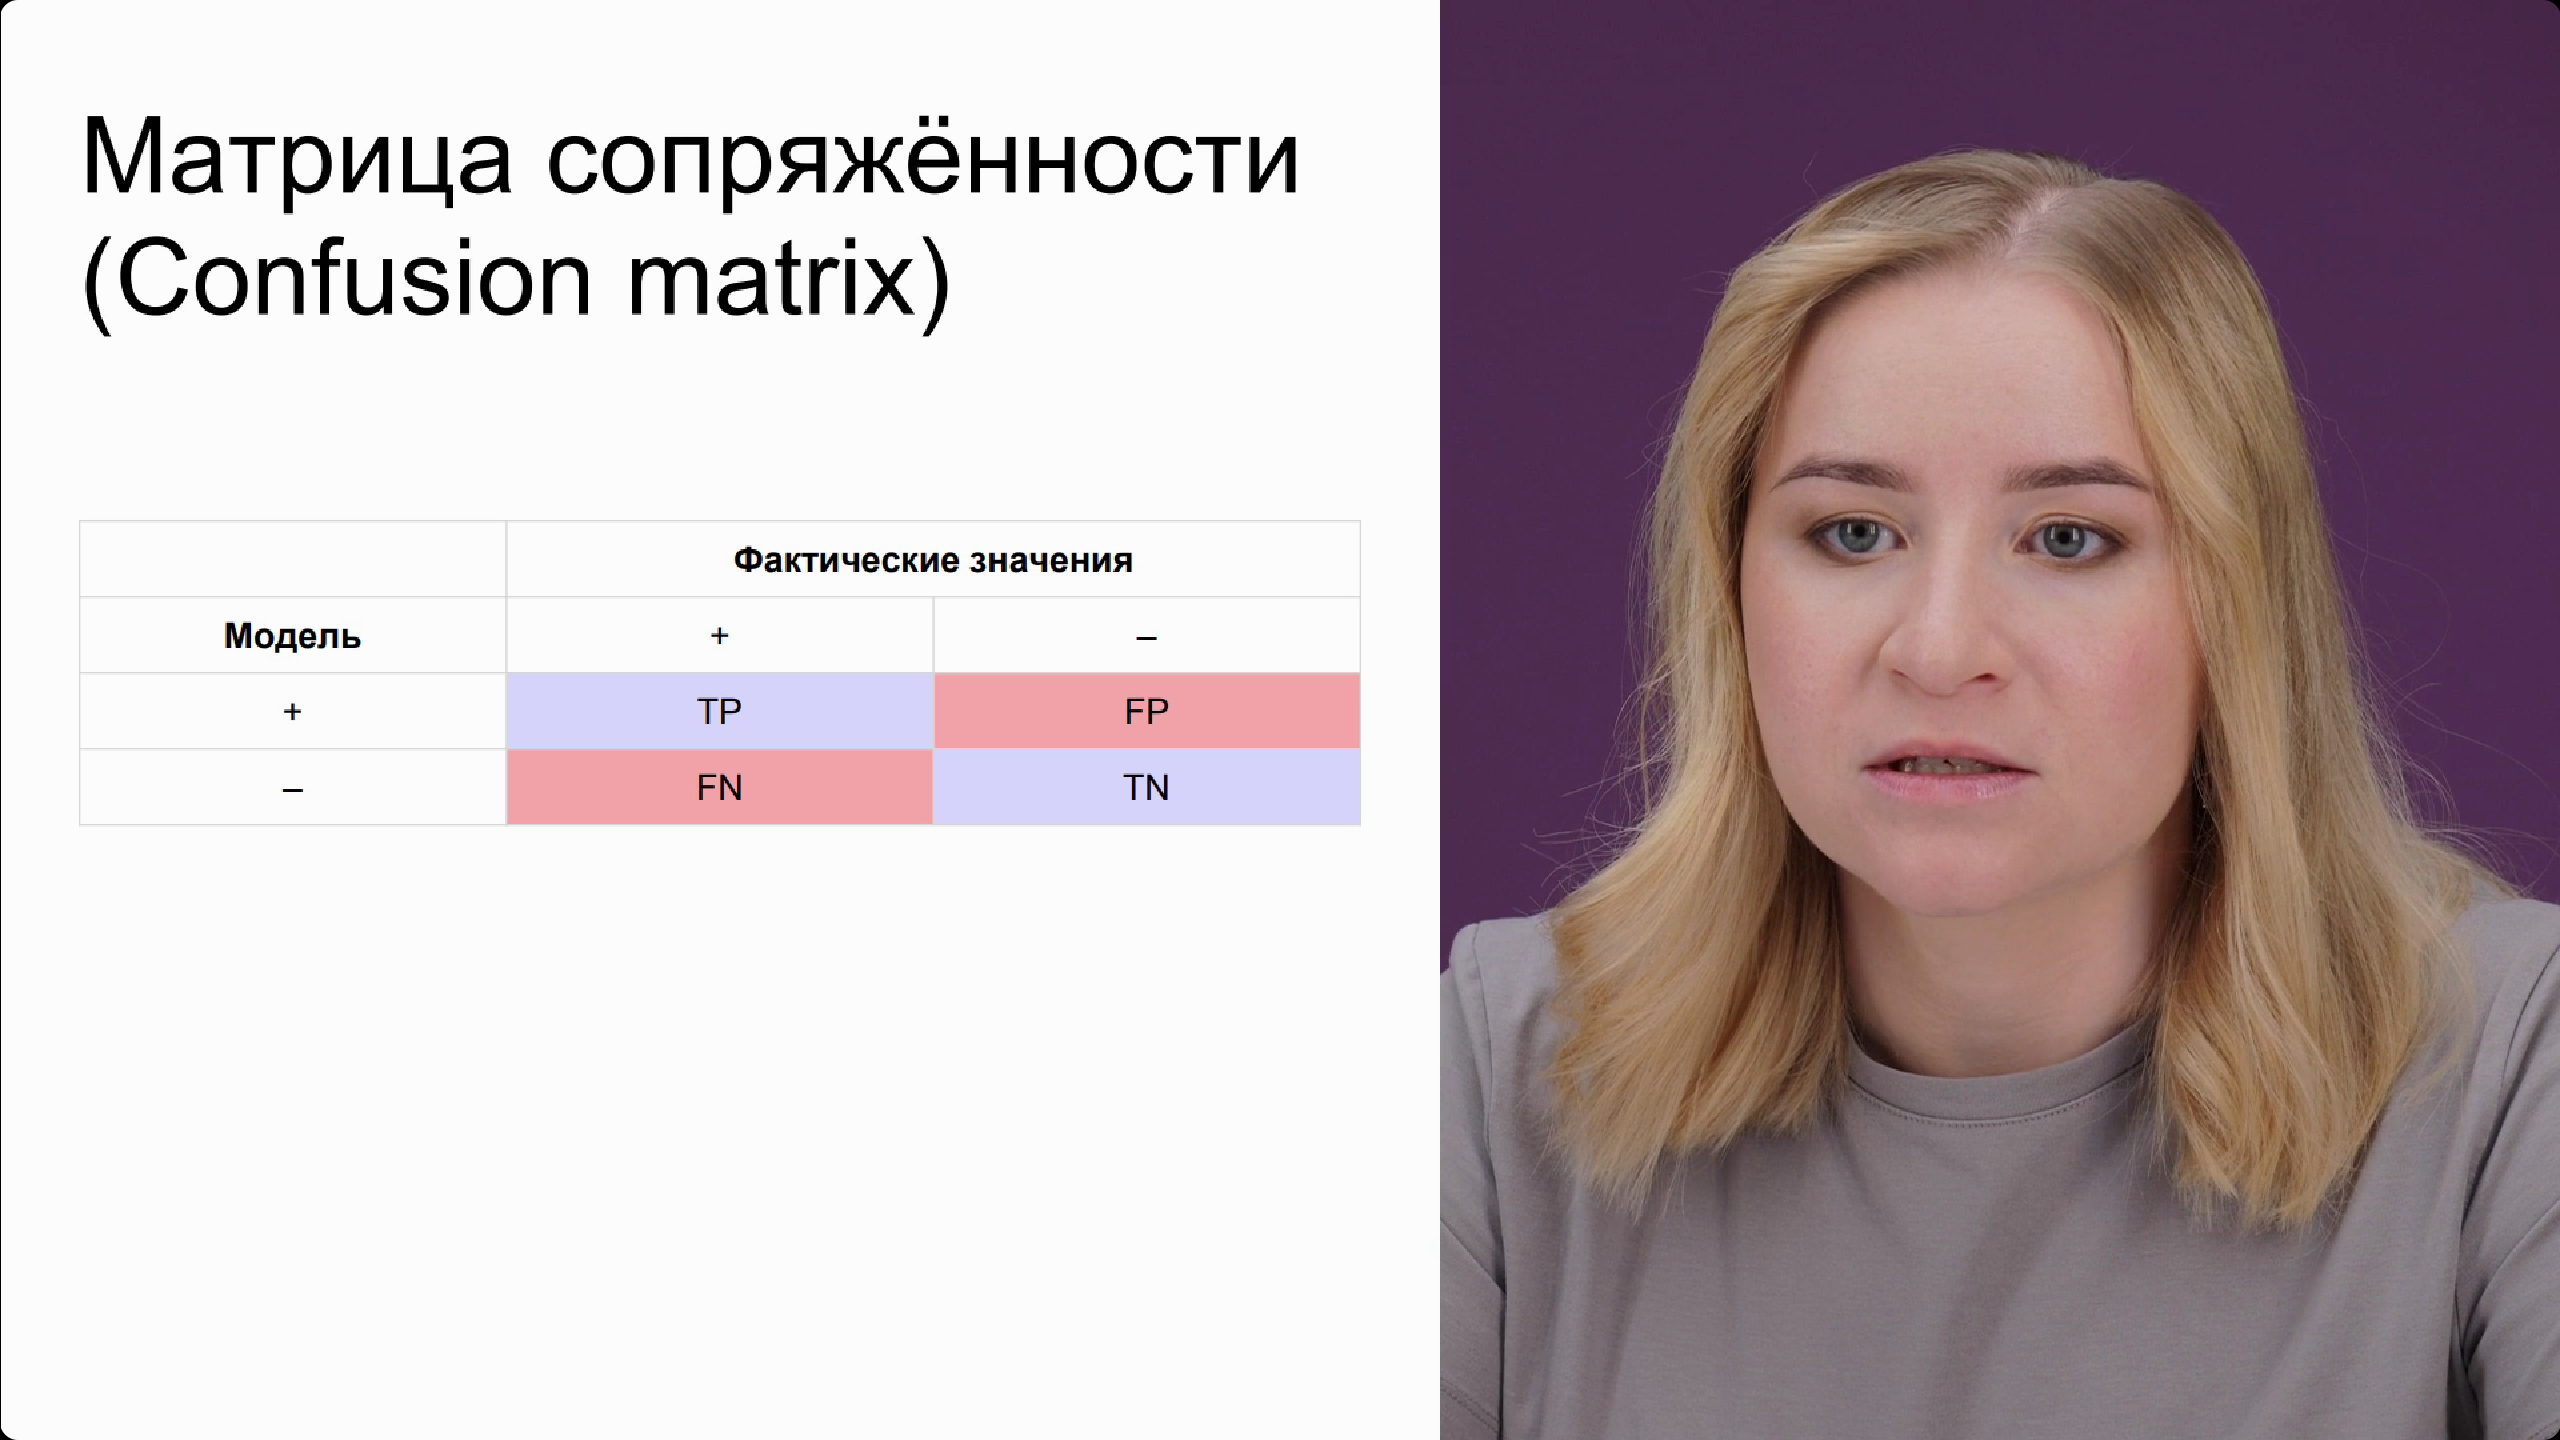 Матрица сопряжённости
(Confusion matrix)
Фактические значения
Модель + –
+ TP FP
– FN TN